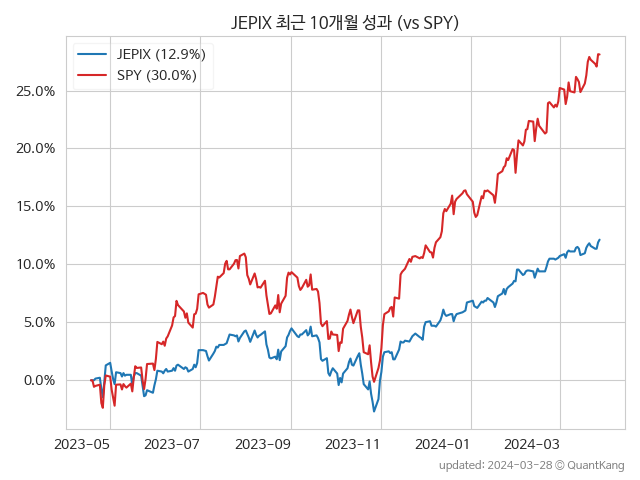 JEPIX 최근 10개월 성과 (vs SPY)
JEPIX (12.9%)
SPY (30.0%)
25.0%
20.0%
15.0%
10.0%
5.0%
0.0%
2023-05 2023-07 2023-09 2023-11 2024-01 2024-03
updated: 2024-03-28 © QuantKang